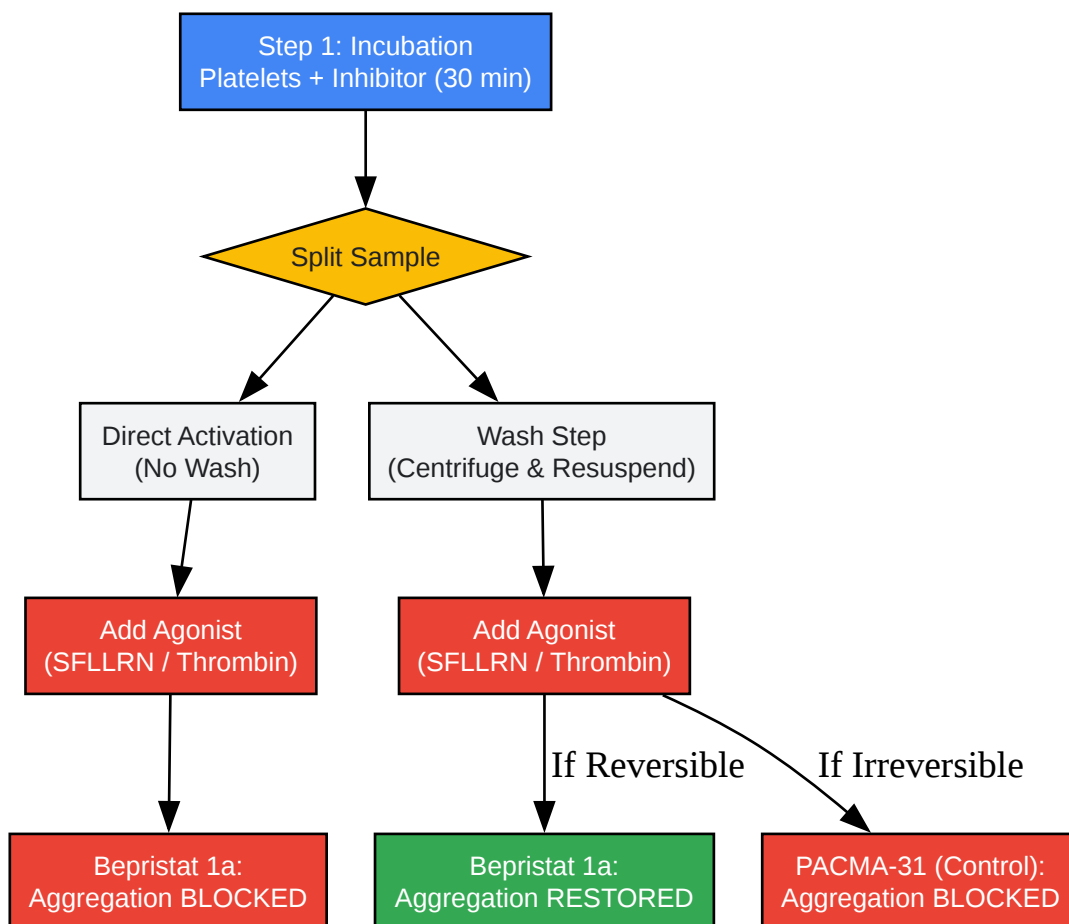 Step 1: Incubation
Platelets + Inhibitor (30 min)
Split Sample
Direct Activation
(No Wash)
Wash Step
(Centrifuge & Resuspend)
Add Agonist
(SFLLRN / Thrombin)
Add Agonist
(SFLLRN / Thrombin)
If Reversible
If Irreversible
Bepristat 1a:
Aggregation BLOCKED
Bepristat 1a:
Aggregation RESTORED
PACMA-31 (Control):
Aggregation BLOCKED